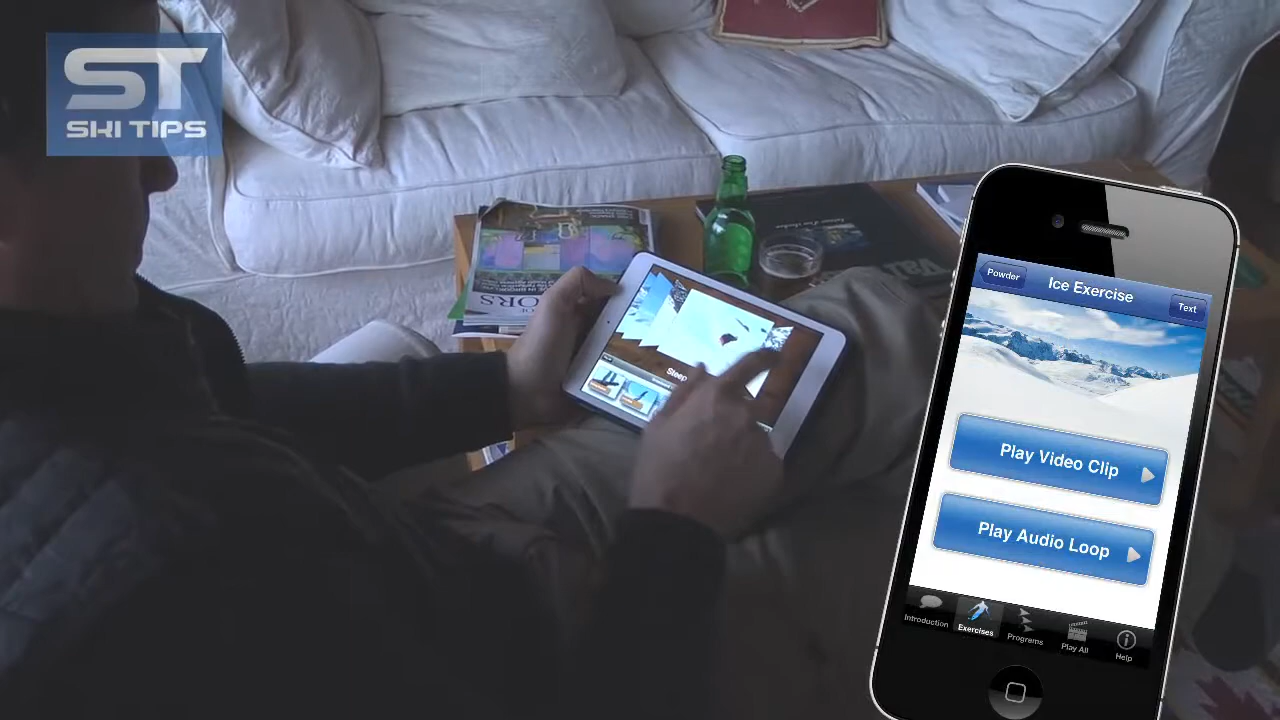 ST
SKI TIPS
ORS
Steep
Powder
Ice Exercise
Text
Play Video Clip
Play Audio Loop
Introduction
Exercises
Programs
Play All
Help